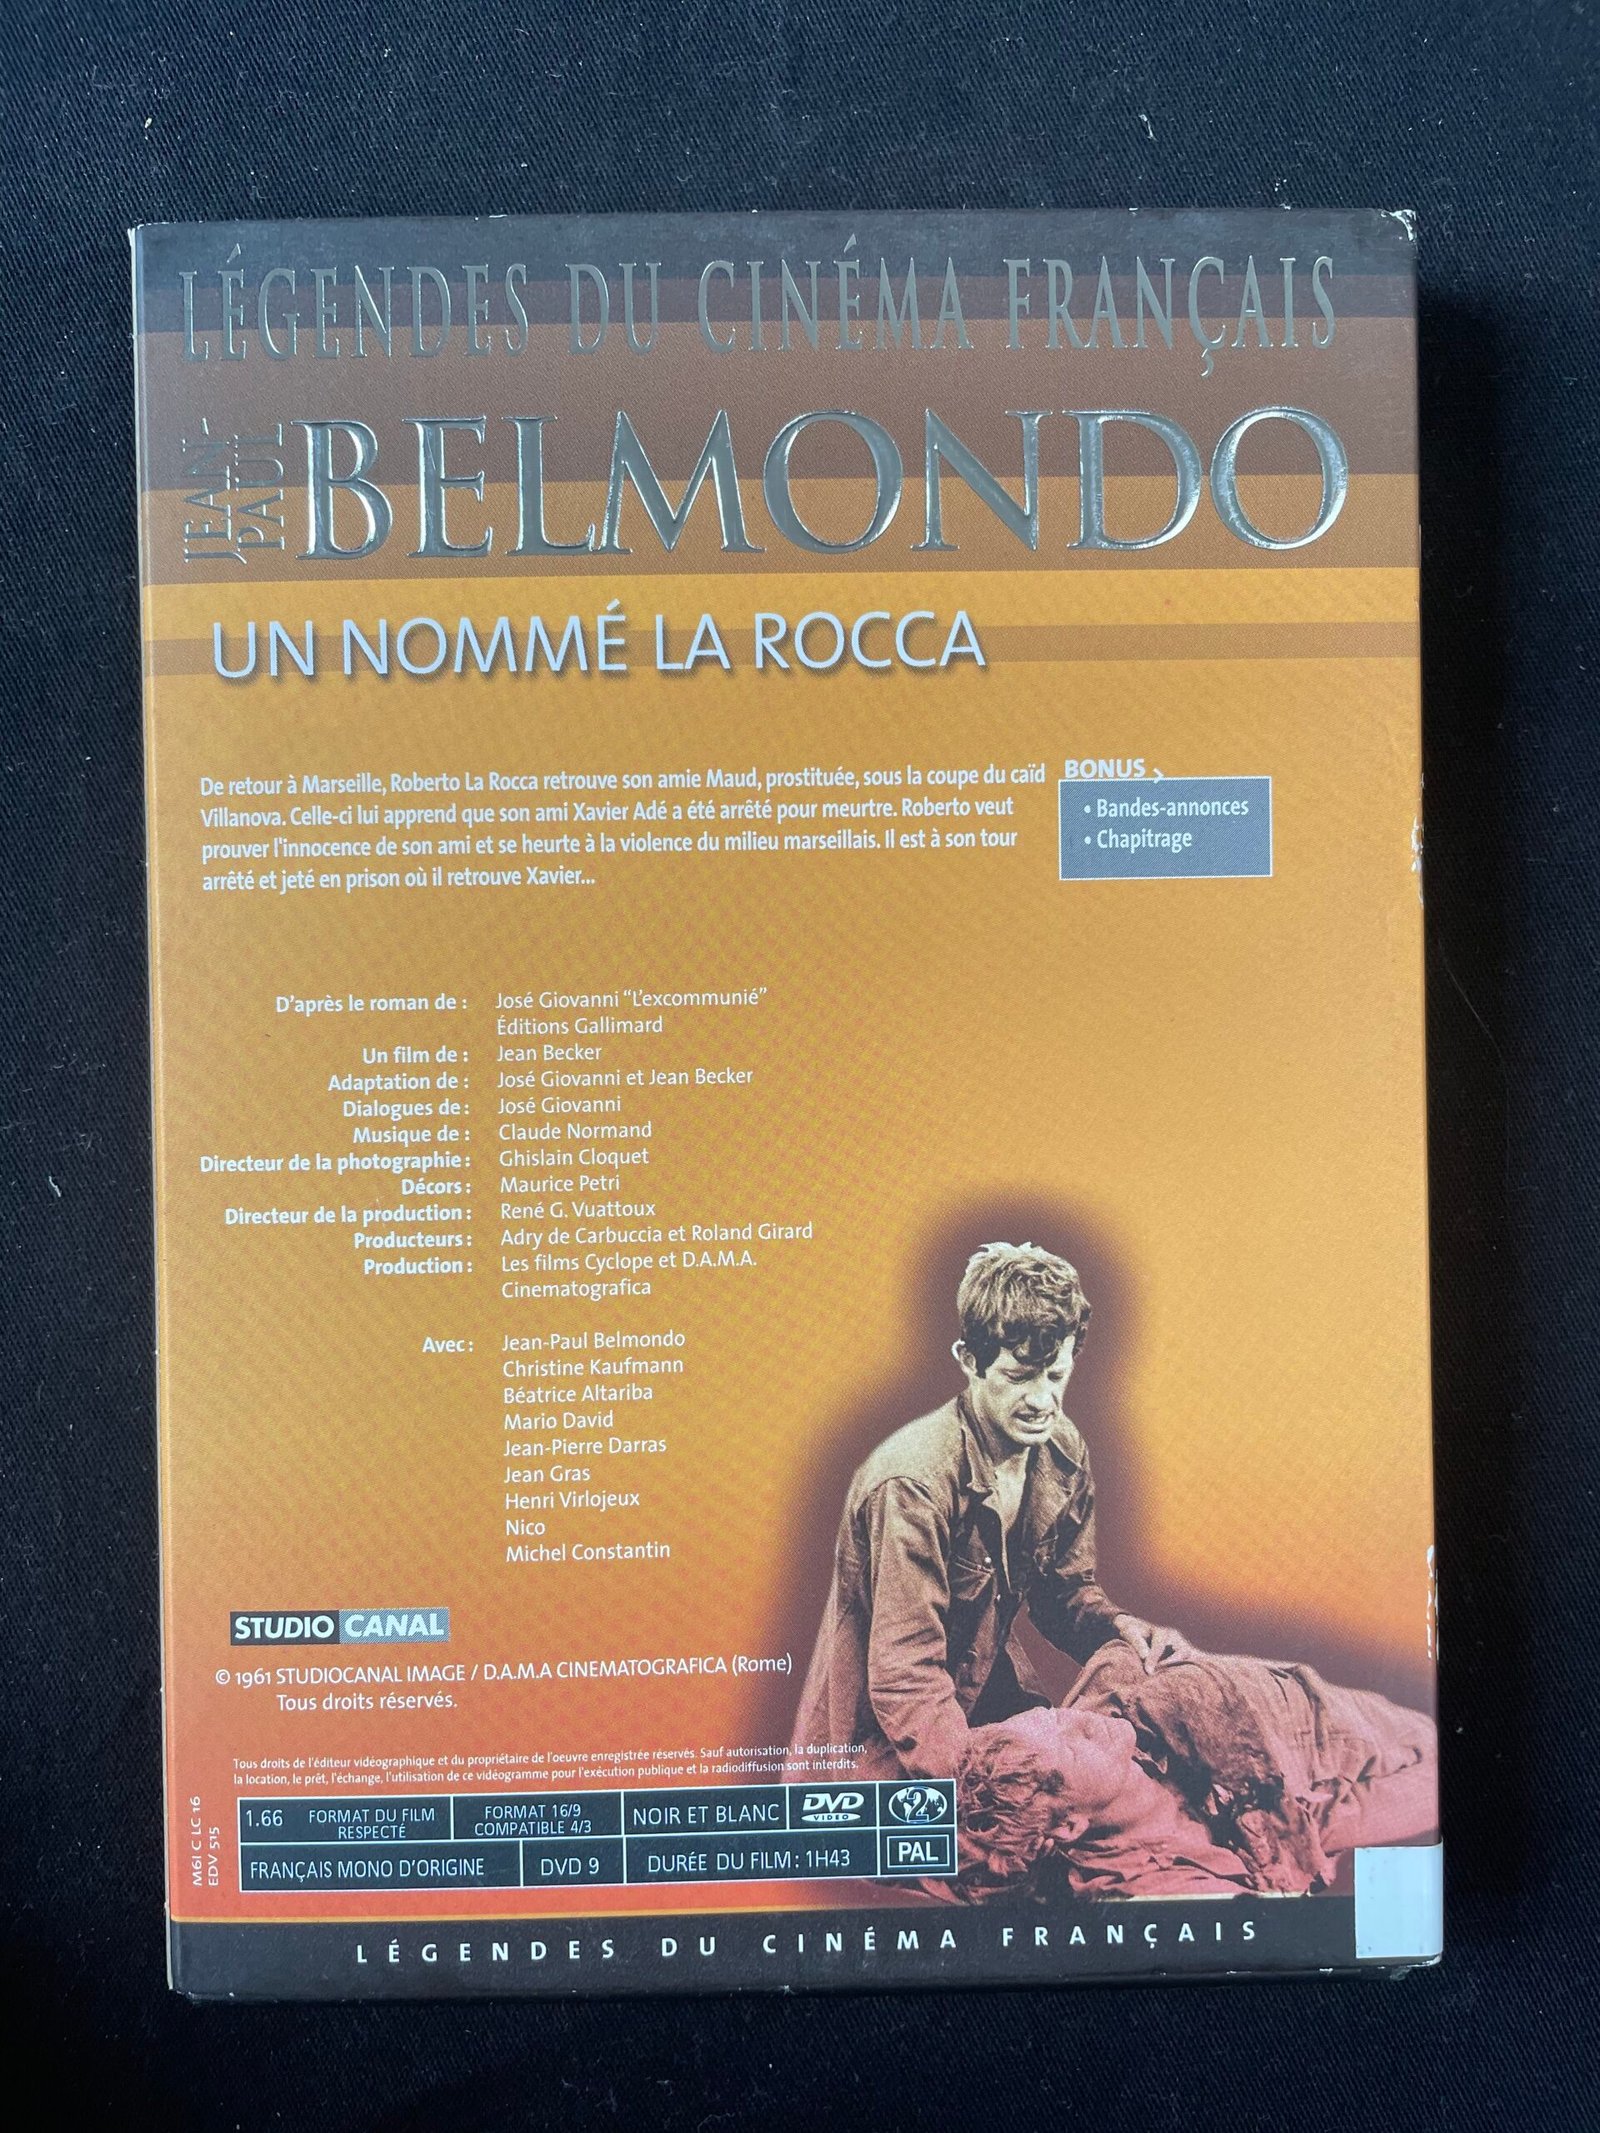 LÉGENDES DU CINÉMA FRANÇAIS
JEAN-
PAUL
BELMONDO
UN NOMMÉ LA ROCCA
De retour à Marseille, Roberto La Rocca retrouve son amie Maud, prostituée, sous la coupe du caïd
Villanova. Celle-ci lui apprend que son ami Xavier Adé a été arrêté pour meurtre. Roberto veut
prouver l'innocence de son ami et se heurte à la violence du milieu marseillais. Il est à son tour
arrêté et jeté en prison où il retrouve Xavier...
BONUS >
• Bandes-annonces
• Chapitrage
D'après le roman de : José Giovanni “L'excommunié”
Éditions Gallimard
Un film de : Jean Becker
Adaptation de : José Giovanni et Jean Becker
Dialogues de : José Giovanni
Musique de : Claude Normand
Directeur de la photographie : Ghislain Cloquet
Décors : Maurice Petri
Directeur de la production : René G. Vuattoux
Producteurs : Adry de Carbuccia et Roland Girard
Production : Les films Cyclope et D.A.M.A.
Cinematografica
Avec : Jean-Paul Belmondo
Christine Kaufmann
Béatrice Altariba
Mario David
Jean-Pierre Darras
Jean Gras
Henri Virlojeux
Nico
Michel Constantin
STUDIO CANAL
© 1961 STUDIOCANAL IMAGE / D.A.M.A CINEMATOGRAFICA (Rome)
Tous droits réservés.
Tous droits de l'éditeur vidéographique et du propriétaire de l'oeuvre enregistrée réservés. Sauf autorisation, la duplication,
la location, le prêt, l'échange, l'utilisation de ce vidéogramme pour l'exécution publique et la radiodiffusion sont interdits.
M6I C LC 16
EDV 515
1.66 FORMAT DU FILM
RESPECTÉ
FORMAT 16/9
COMPATIBLE 4/3
NOIR ET BLANC
DVD
VIDEO
2
FRANÇAIS MONO D'ORIGINE
DVD 9
DURÉE DU FILM : 1H43
PAL
LÉGENDES DU CINÉMA FRANÇAIS